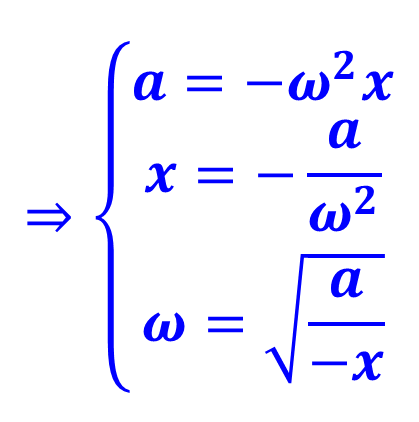 ⇒ { a = −ω²x
x = − a/ω²
ω = √(a/−x)